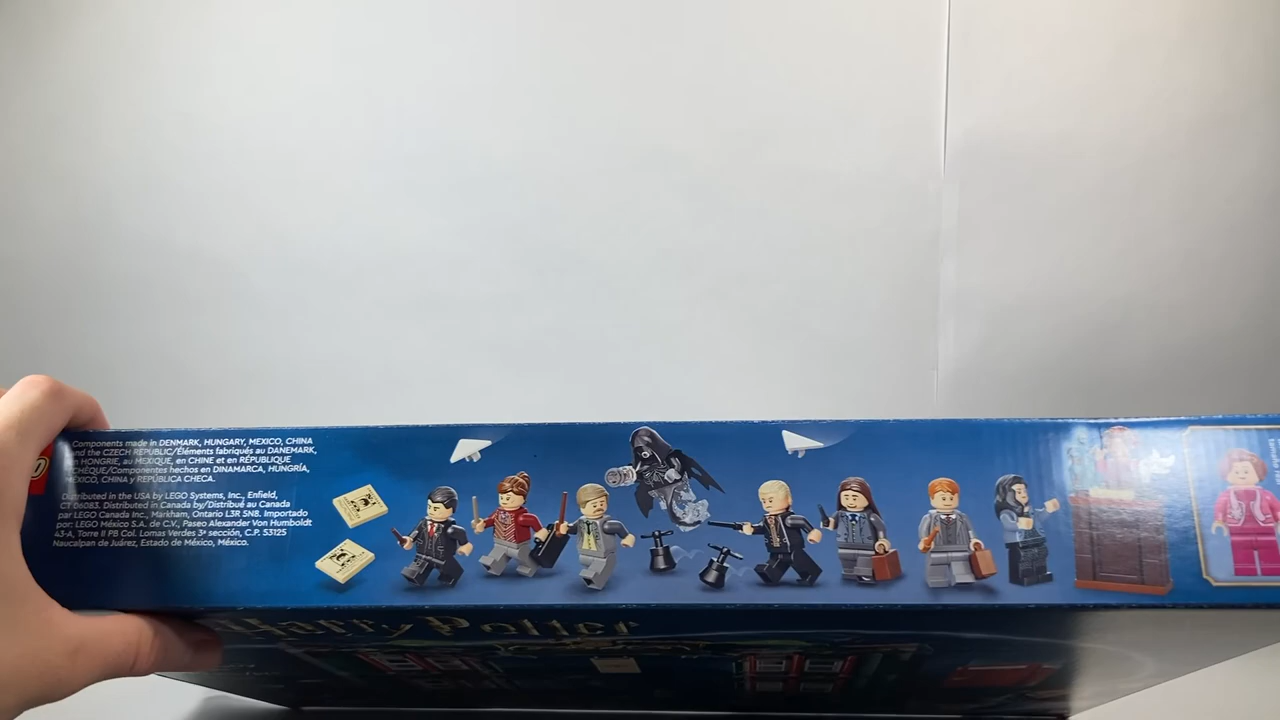 Components made in DENMARK, HUNGARY, MEXICO, CHINA
and the CZECH REPUBLIC/Éléments fabriqués au DANEMARK,
en HONGRIE, au MEXIQUE, en CHINE et en RÉPUBLIQUE
TCHÈQUE/Componentes hechos en DINAMARCA, HUNGRÍA,
MÉXICO, CHINA y REPÚBLICA CHECA.
Distributed in the USA by LEGO Systems, Inc., Enfield,
CT 06083. Distributed in Canada by/Distribué au Canada
par LEGO Canada Inc., Markham, Ontario L3R 5N8. Importado
por: LEGO México S.A. de C.V., Paseo Alexander Von Humboldt
43-A, Torre II PB Col. Lomas Verdes 3ª sección, C.P. 53125
Naucalpan de Juárez, Estado de México, México.
Harry Potter